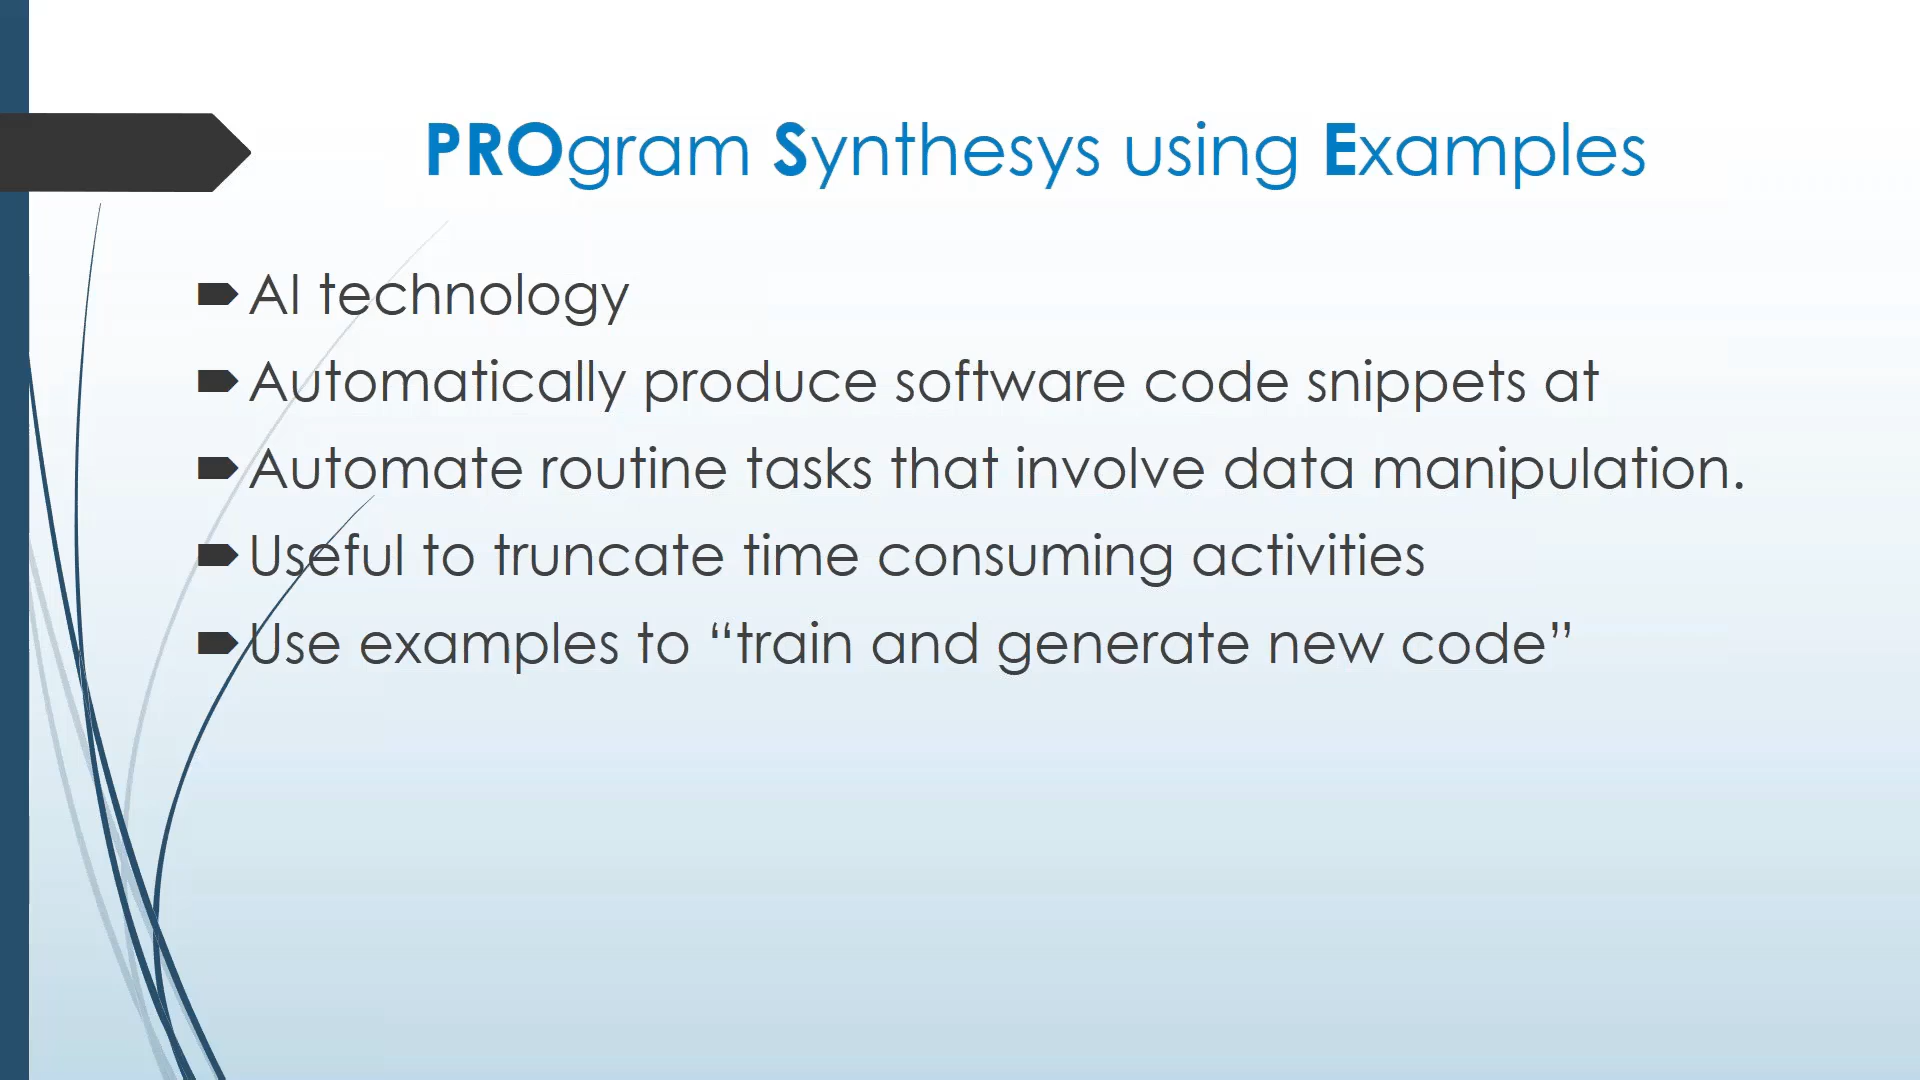 PROgram Synthesys using Examples
AI technology
Automatically produce software code snippets at
Automate routine tasks that involve data manipulation.
Useful to truncate time consuming activities
Use examples to “train and generate new code”